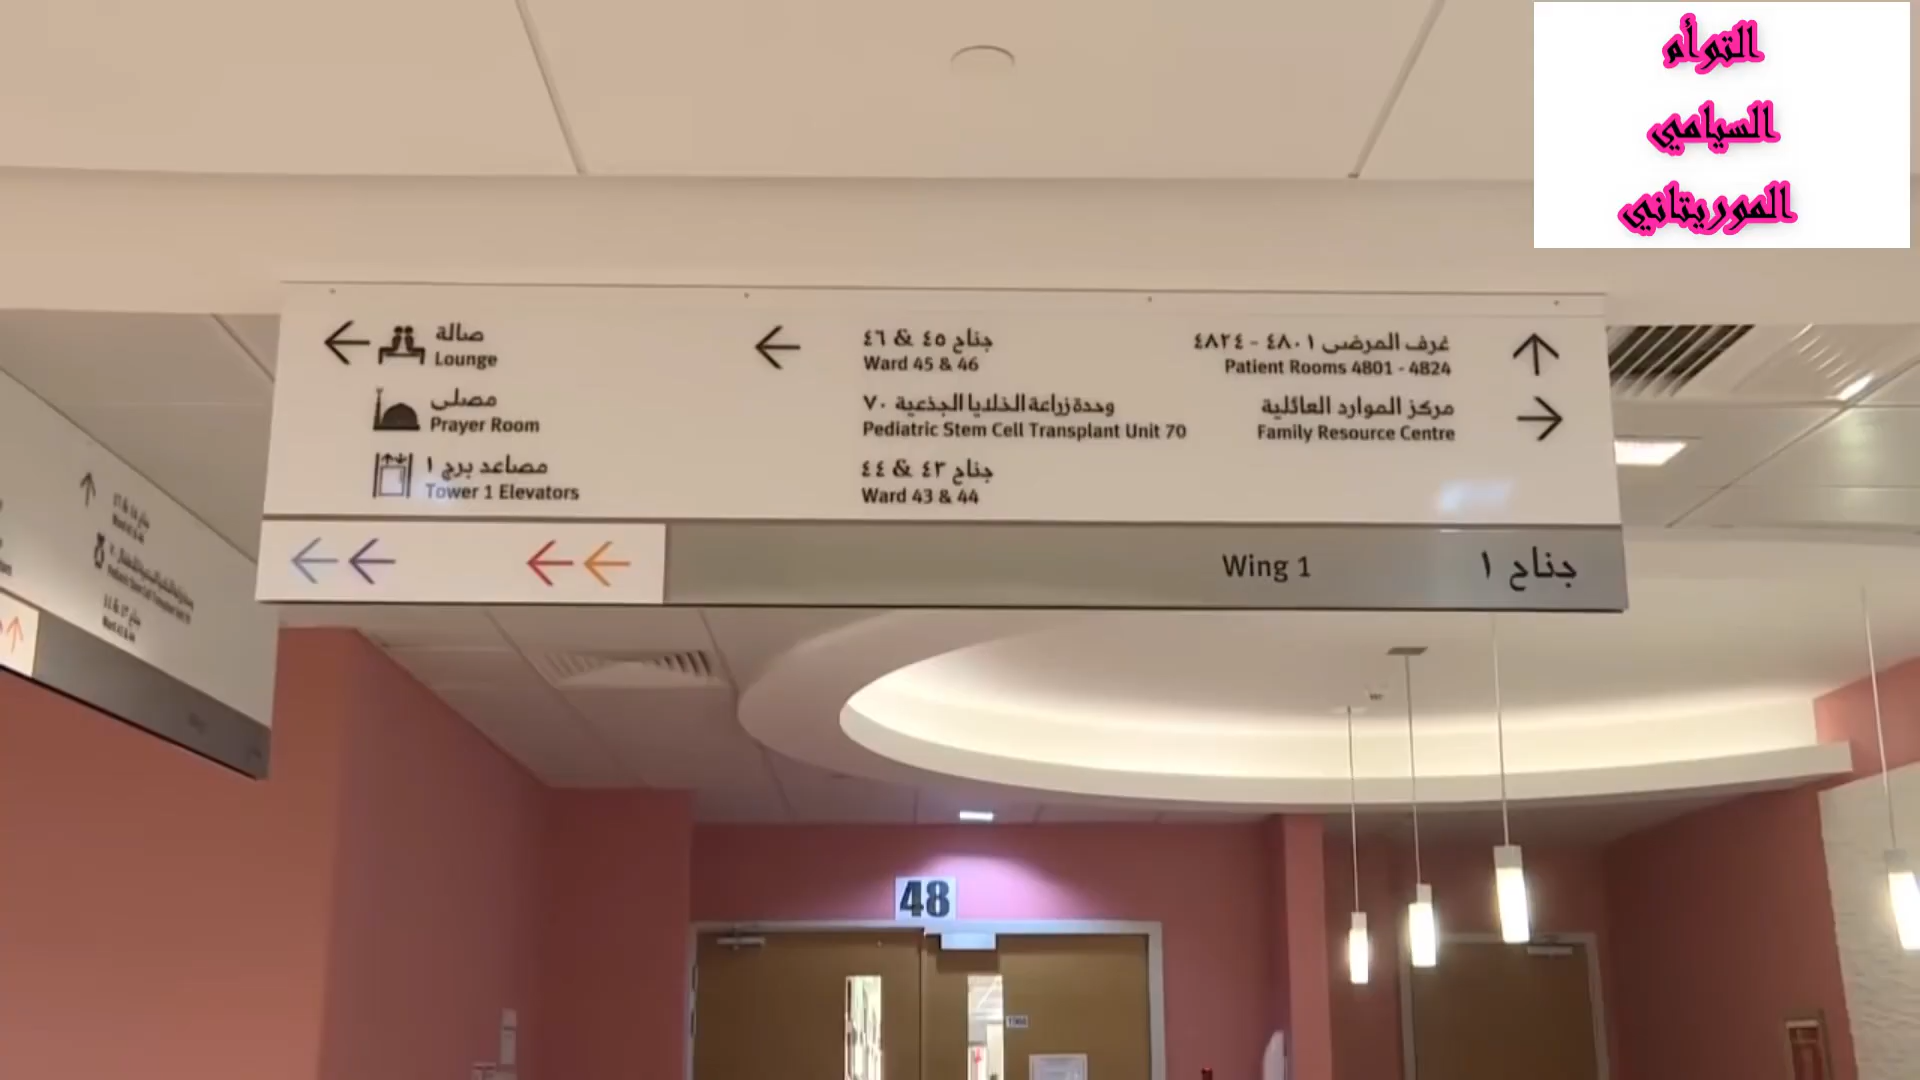 التوأم
السيامي
الموريتاني
صالة
Lounge
مصلى
Prayer Room
مصاعد برج ١
Tower 1 Elevators
جناح ٤٥ & ٤٦
Ward 45 & 46
وحدة زراعة الخلايا الجذعية ٧٠
Pediatric Stem Cell Transplant Unit 70
جناح ٤٣ & ٤٤
Ward 43 & 44
غرف المرضى ٤٨٠١ - ٤٨٢٤
Patient Rooms 4801 - 4824
مركز الموارد العائلية
Family Resource Centre
Wing 1
جناح ١
48